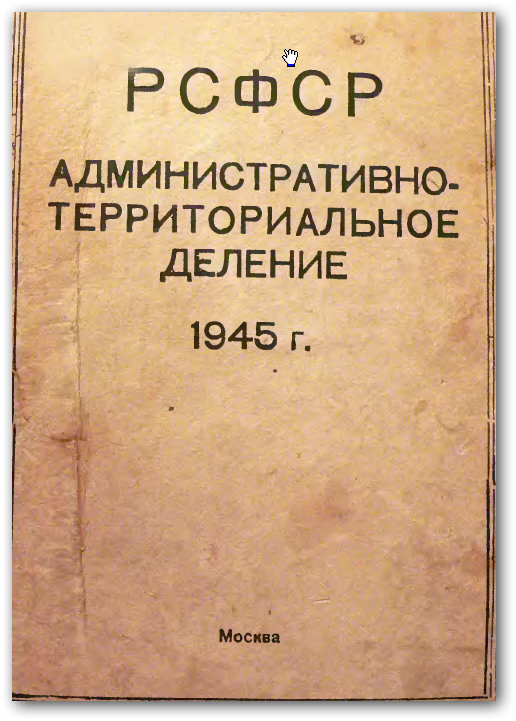 РСФСР
АДМИНИСТРАТИВНО-
ТЕРРИТОРИАЛЬНОЕ
ДЕЛЕНИЕ
1945 г.
Москва